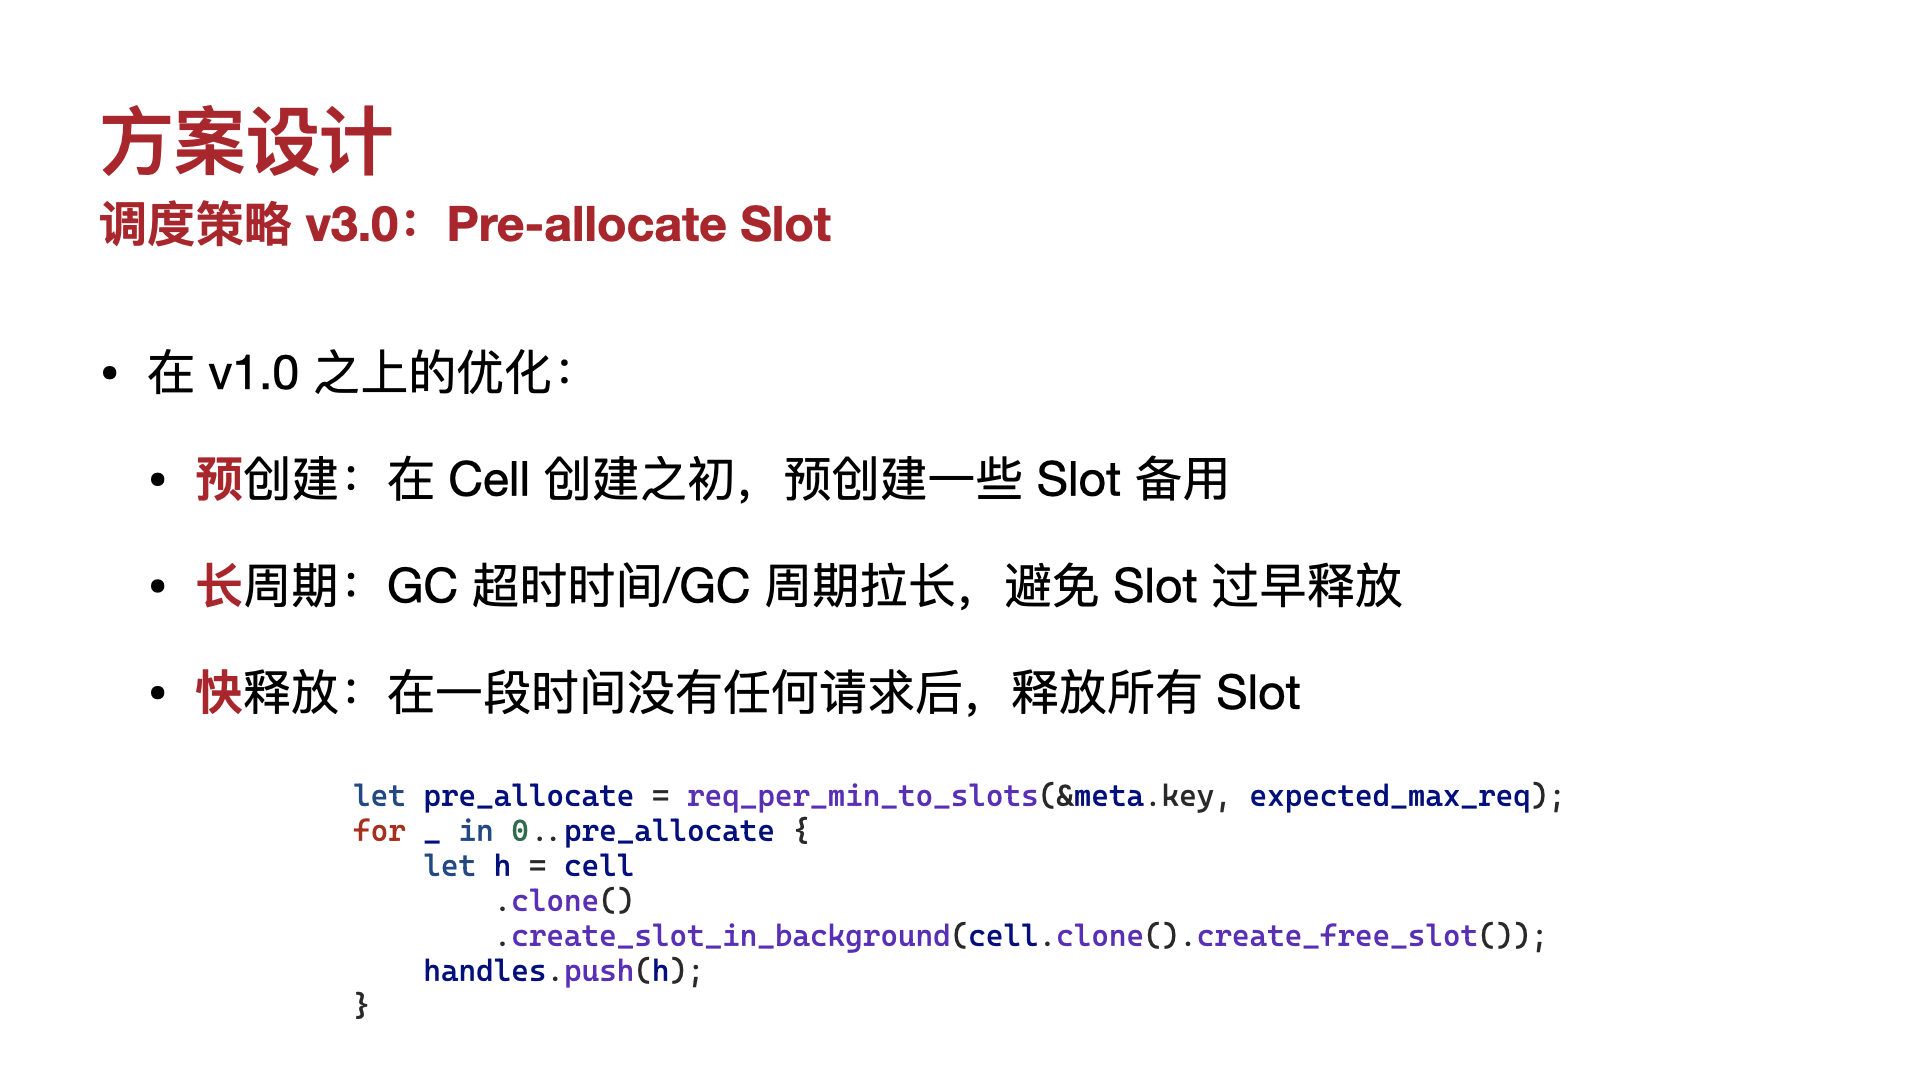 方案设计
调度策略 v3.0：Pre-allocate Slot
• 在 v1.0 之上的优化：
• 预创建：在 Cell 创建之初，预创建一些 Slot 备用
• 长周期：GC 超时时间/GC 周期拉长，避免 Slot 过早释放
• 快释放：在一段时间没有任何请求后，释放所有 Slot
let pre_allocate = req_per_min_to_slots(&meta.key, expected_max_req);
for _ in 0..pre_allocate {
    let h = cell
        .clone()
        .create_slot_in_background(cell.clone().create_free_slot());
    handles.push(h);
}